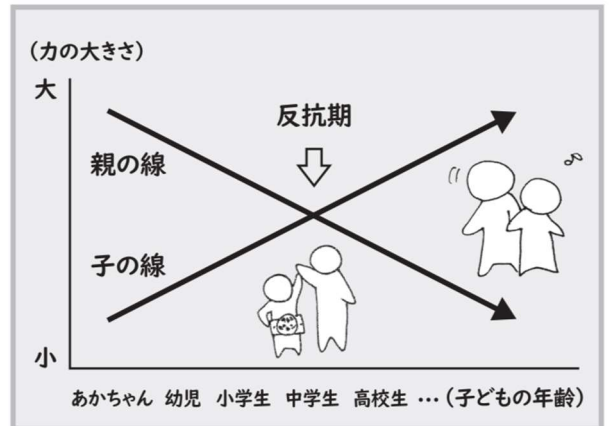 (力の大きさ)
大
反抗期
親の線
子の線
小
あかちゃん 幼児 小学生 中学生 高校生 …(子どもの年齢)